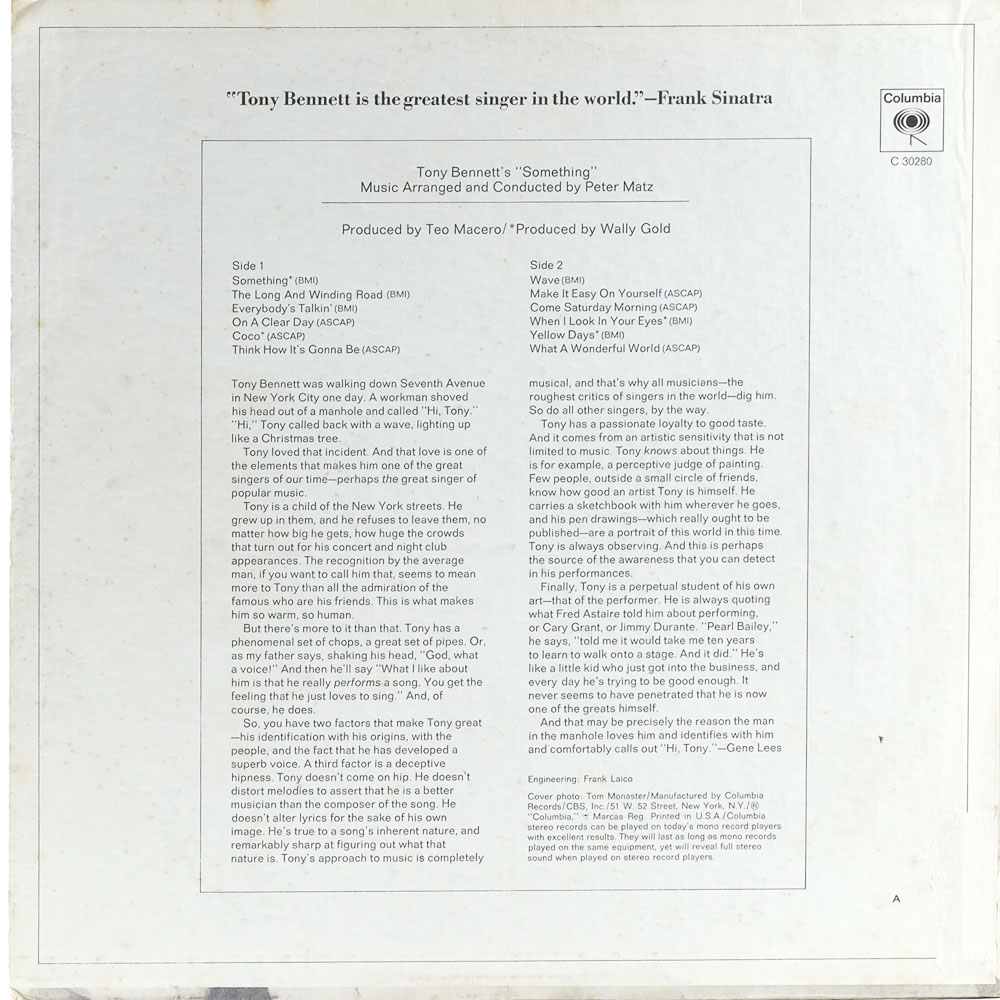 "Tony Bennett is the greatest singer in the world."—Frank Sinatra
Columbia
C 30280
Tony Bennett's "Something"
Music Arranged and Conducted by Peter Matz
Produced by Teo Macero/*Produced by Wally Gold
Side 1
Something* (BMI)
The Long And Winding Road (BMI)
Everybody's Talkin' (BMI)
On A Clear Day (ASCAP)
Coco* (ASCAP)
Think How It's Gonna Be (ASCAP)
Side 2
Wave (BMI)
Make It Easy On Yourself (ASCAP)
Come Saturday Morning (ASCAP)
When I Look In Your Eyes* (BMI)
Yellow Days* (BMI)
What A Wonderful World (ASCAP)
Tony Bennett was walking down Seventh Avenue
in New York City one day. A workman shoved
his head out of a manhole and called "Hi, Tony."
"Hi," Tony called back with a wave, lighting up
like a Christmas tree.
Tony loved that incident. And that love is one of
the elements that makes him one of the great
singers of our time—perhaps the great singer of
popular music.
Tony is a child of the New York streets. He
grew up in them, and he refuses to leave them, no
matter how big he gets, how huge the crowds
that turn out for his concert and night club
appearances. The recognition by the average
man, if you want to call him that, seems to mean
more to Tony than all the admiration of the
famous who are his friends. This is what makes
him so warm, so human.
But there's more to it than that. Tony has a
phenomenal set of chops, a great set of pipes. Or,
as my father says, shaking his head, "God, what
a voice!" And then he'll say "What I like about
him is that he really performs a song. You get the
feeling that he just loves to sing." And, of
course, he does.
So, you have two factors that make Tony great
—his identification with his origins, with the
people, and the fact that he has developed a
superb voice. A third factor is a deceptive
hipness. Tony doesn't come on hip. He doesn't
distort melodies to assert that he is a better
musician than the composer of the song. He
doesn't alter lyrics for the sake of his own
image. He's true to a song's inherent nature, and
remarkably sharp at figuring out what that
nature is. Tony's approach to music is completely
musical, and that's why all musicians—the
roughest critics of singers in the world—dig him.
So do all other singers, by the way.
Tony has a passionate loyalty to good taste.
And it comes from an artistic sensitivity that is not
limited to music. Tony knows about things. He
is for example, a perceptive judge of painting.
Few people, outside a small circle of friends,
know how good an artist Tony is himself. He
carries a sketchbook with him wherever he goes,
and his pen drawings—which really ought to be
published—are a portrait of this world in this time.
Tony is always observing. And this is perhaps
the source of the awareness that you can detect
in his performances.
Finally, Tony is a perpetual student of his own
art—that of the performer. He is always quoting
what Fred Astaire told him about performing,
or Cary Grant, or Jimmy Durante. "Pearl Bailey,"
he says, "told me it would take me ten years
to learn to walk onto a stage. And it did." He's
like a little kid who just got into the business, and
every day he's trying to be good enough. It
never seems to have penetrated that he is now
one of the greats himself.
And that may be precisely the reason the man
in the manhole loves him and identifies with him
and comfortably calls out "Hi, Tony."—Gene Lees
Engineering: Frank Laico
Cover photo: Tom Monaster/Manufactured by Columbia
Records/CBS, Inc./51 W. 52 Street, New York, N.Y./℗
"Columbia," Marcas Reg. Printed in U.S.A./Columbia
stereo records can be played on today's mono record players
with excellent results. They will last as long as mono records
played on the same equipment, yet will reveal full stereo
sound when played on stereo record players.
A